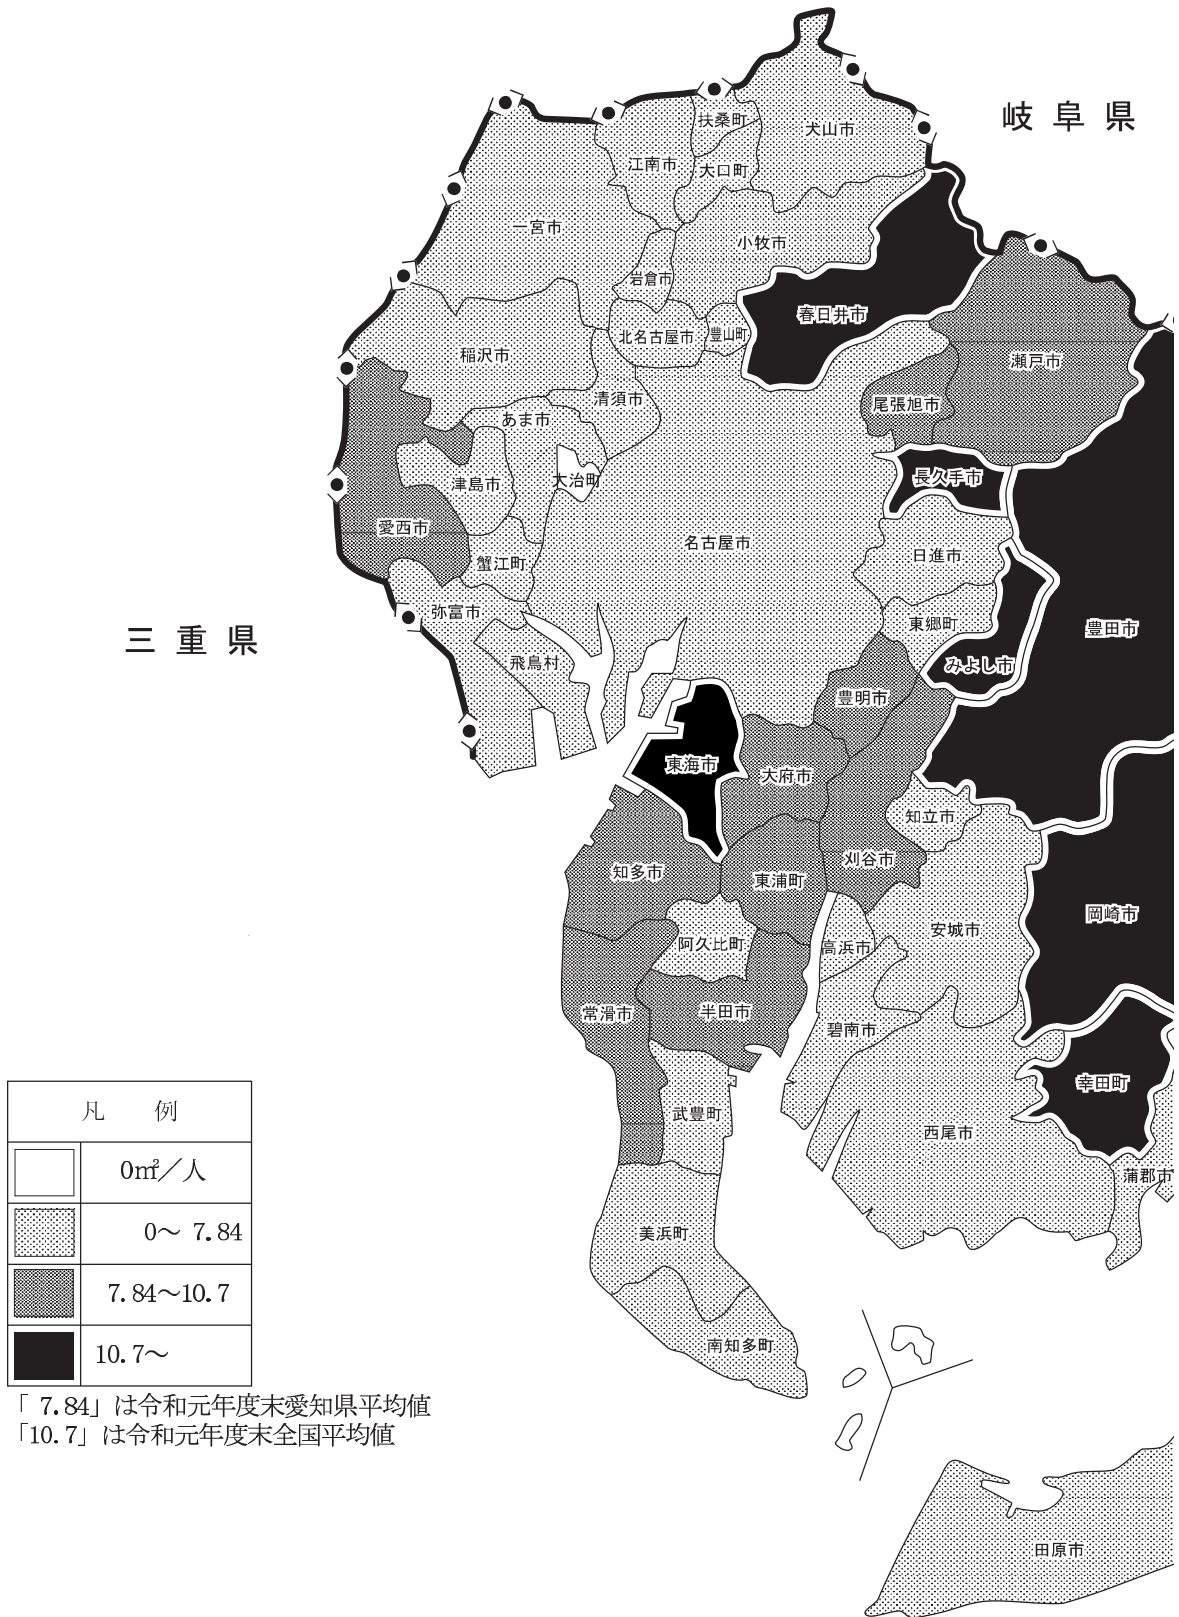 岐阜県
扶桑町
犬山市
江南市
大口町
一宮市
小牧市
岩倉市
春日井市
北名古屋市
豊山町
稲沢市
瀬戸市
清須市
尾張旭市
あま市
長久手市
津島市
大治町
愛西市
名古屋市
日進市
蟹江町
弥富市
東郷町
豊田市
三重県
飛島村
みよし市
豊明市
東海市
大府市
知立市
刈谷市
知多市
東浦町
岡崎市
安城市
阿久比町
高浜市
常滑市
半田市
碧南市
幸田町
武豊町
西尾市
蒲郡市
美浜町
南知多町
田原市
凡 例
0㎡／人
0～ 7.84
7.84～10.7
10.7～
「 7.84」は令和元年度末愛知県平均値
「10.7」は令和元年度末全国平均値